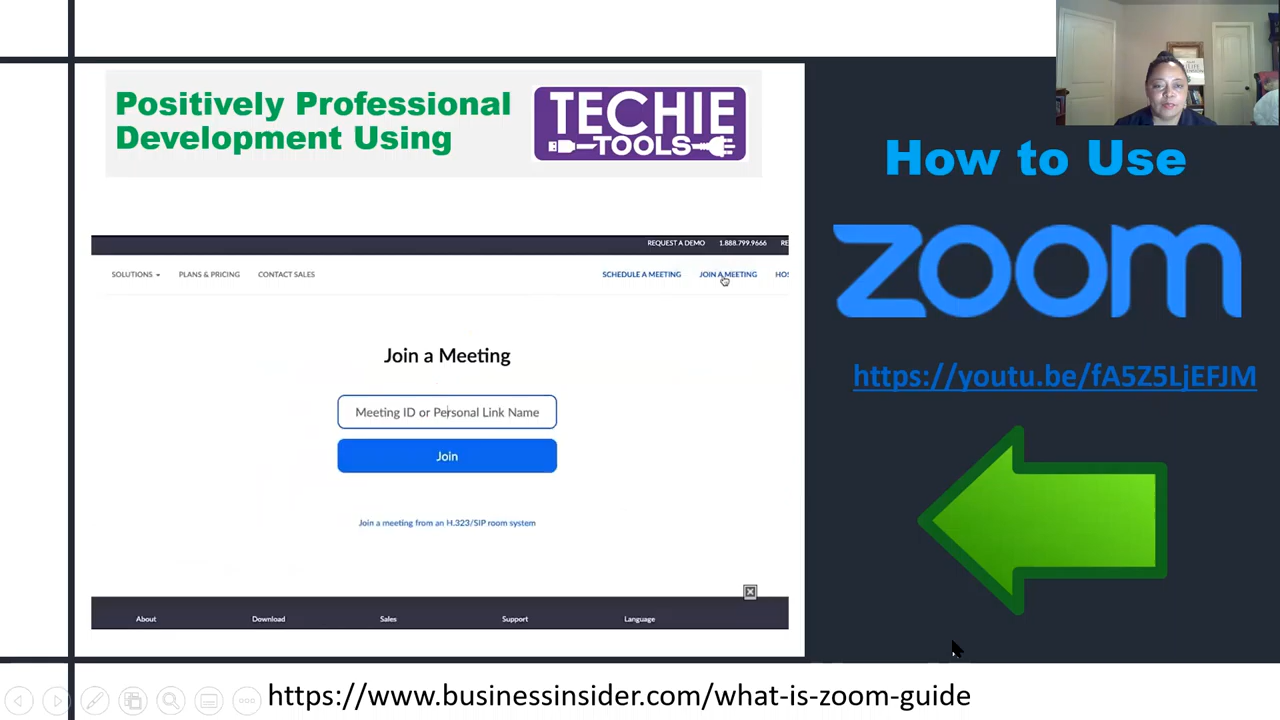 Positively Professional
Development Using
TECHIE
TOOLS
How to Use
zoom
https://youtu.be/fA5Z5LjEFJM
REQUEST A DEMO 1.888.799.9666 RE
SOLUTIONS PLANS & PRICING CONTACT SALES SCHEDULE A MEETING JOIN A MEETING HOS
Join a Meeting
Meeting ID or Personal Link Name
Join
Join a meeting from an H.323/SIP room system
About Download Sales Support Language
https://www.businessinsider.com/what-is-zoom-guide